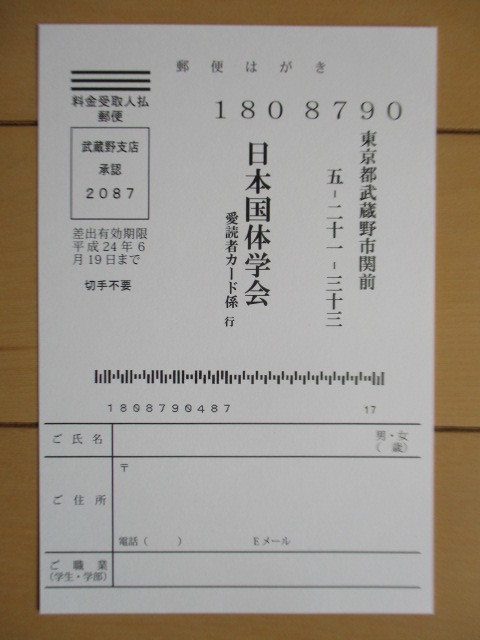 郵便はがき
料金受取人払
郵便
武蔵野支店
承認
2087
差出有効期限
平成24年6
月19日まで
切手不要
1808790
東京都武蔵野市関前
五－二十一－三十三
日本国体学会
愛読者カード係 行
1808790487
17
ご氏名
男・女
（　歳）
ご住所
〒
電話（　　）
Eメール
ご職業
（学生・学部）